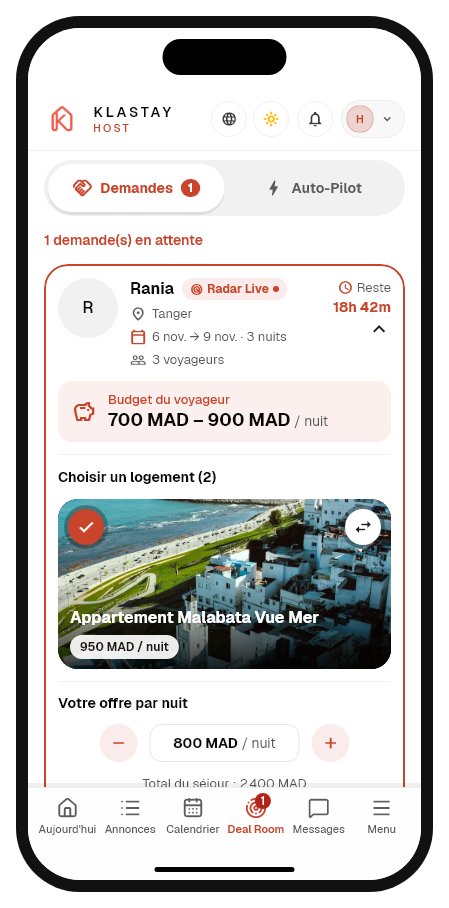 KLASTAY
HOST
H
Demandes 1
Auto-Pilot
1 demande(s) en attente
R
Rania
Radar Live
Reste
18h 42m
Tanger
6 nov. → 9 nov. · 3 nuits
3 voyageurs
Budget du voyageur
700 MAD – 900 MAD / nuit
Choisir un logement (2)
Appartement Malabata Vue Mer
950 MAD / nuit
Votre offre par nuit
− 800 MAD / nuit +
Total du séjour : 2 400 MAD
1
Aujourd'hui
Annonces
Calendrier
Deal Room
Messages
Menu